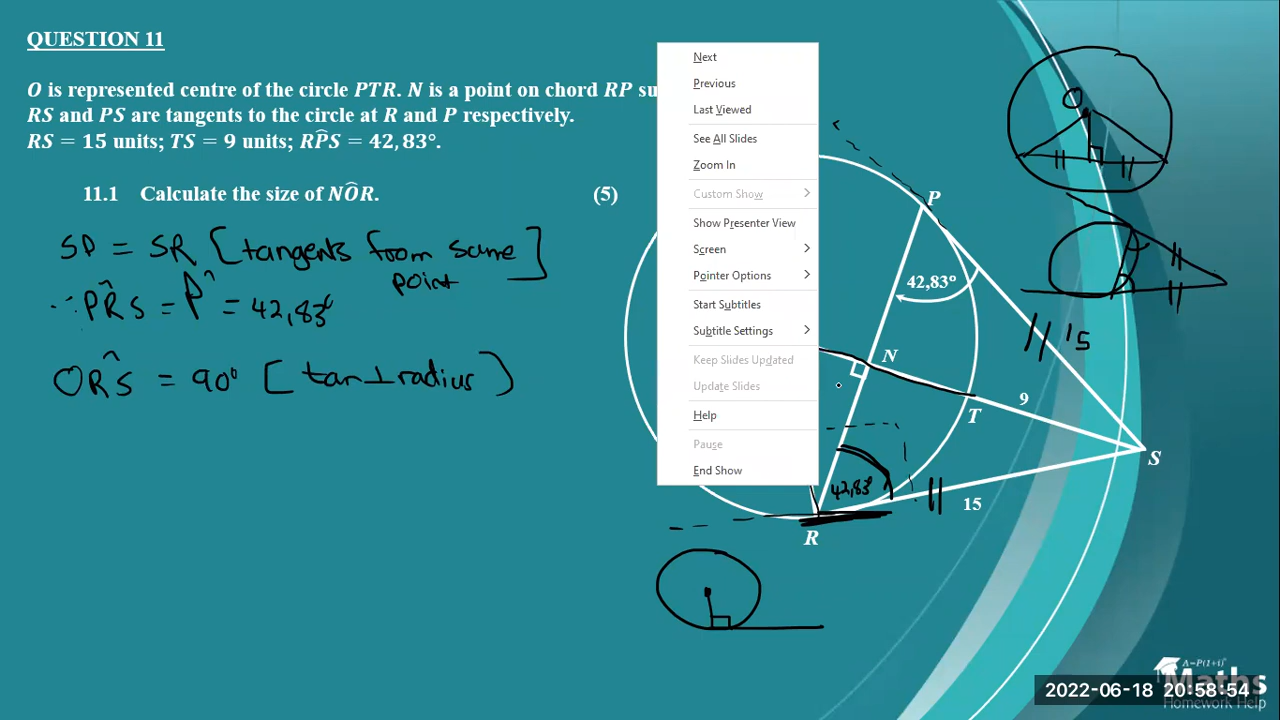 QUESTION 11
O is represented centre of the circle PTR. N is a point on chord RP su
RS and PS are tangents to the circle at R and P respectively.
RS = 15 units; TS = 9 units; RP̂S = 42,83°.
11.1 Calculate the size of NÔR. (5)
SP = SR [tangents from same point]
∴ PR̂S = P̂ = 42,83°
OR̂S = 90° [tan ⊥ radius]
Next
Previous
Last Viewed
See All Slides
Zoom In
Custom Show
Show Presenter View
Screen
Pointer Options
Start Subtitles
Subtitle Settings
Keep Slides Updated
Update Slides
Help
Pause
End Show
O
P
42,83°
15
N
T
9
S
42,83°
15
R
A=P(1+i)ⁿ
Maths
Homework Help
2022-06-18 20:58:54